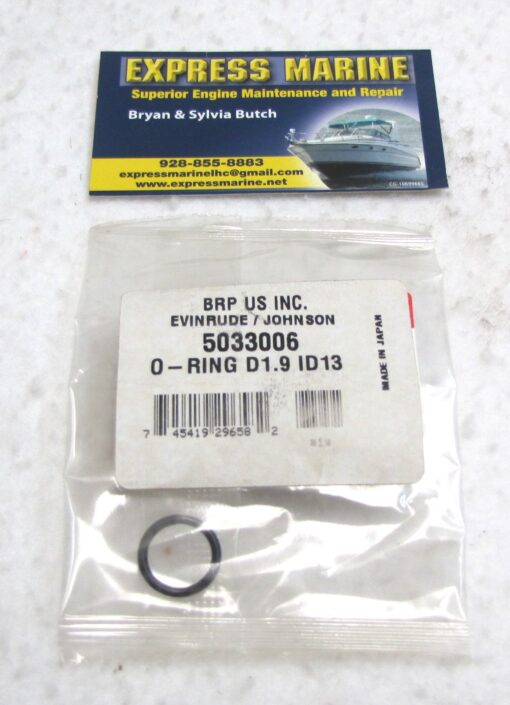 EXPRESS MARINE
Superior Engine Maintenance and Repair
Bryan & Sylvia Butch
928-855-8883
expressmarinelhc@gmail.com
www.expressmarine.net
BRP US INC.
EVINRUDE / JOHNSON
5033006
O-RING D1.9 ID13
MADE IN JAPAN
7 45419 29658 2